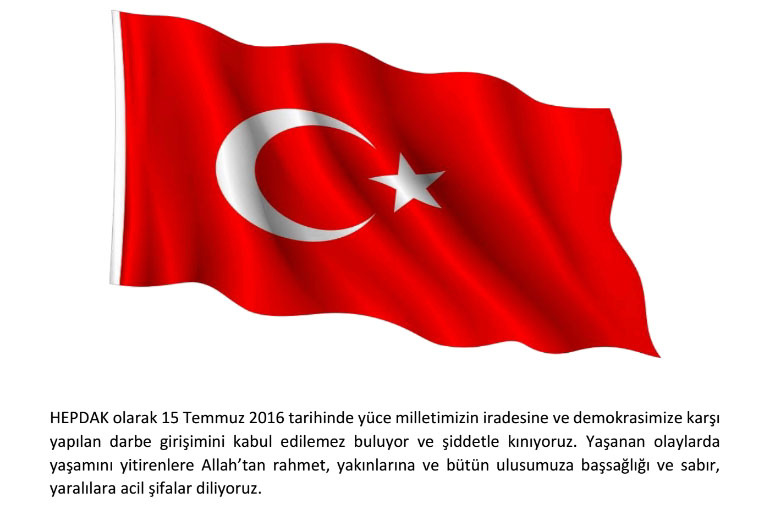 HEPDAK olarak 15 Temmuz 2016 tarihinde yüce milletimizin iradesine ve demokrasimize karşı
yapılan darbe girişimini kabul edilemez buluyor ve şiddetle kınıyoruz. Yaşanan olaylarda
yaşamını yitirenlere Allah’tan rahmet, yakınlarına ve bütün ulusumuza başsağlığı ve sabır,
yaralılara acil şifalar diliyoruz.